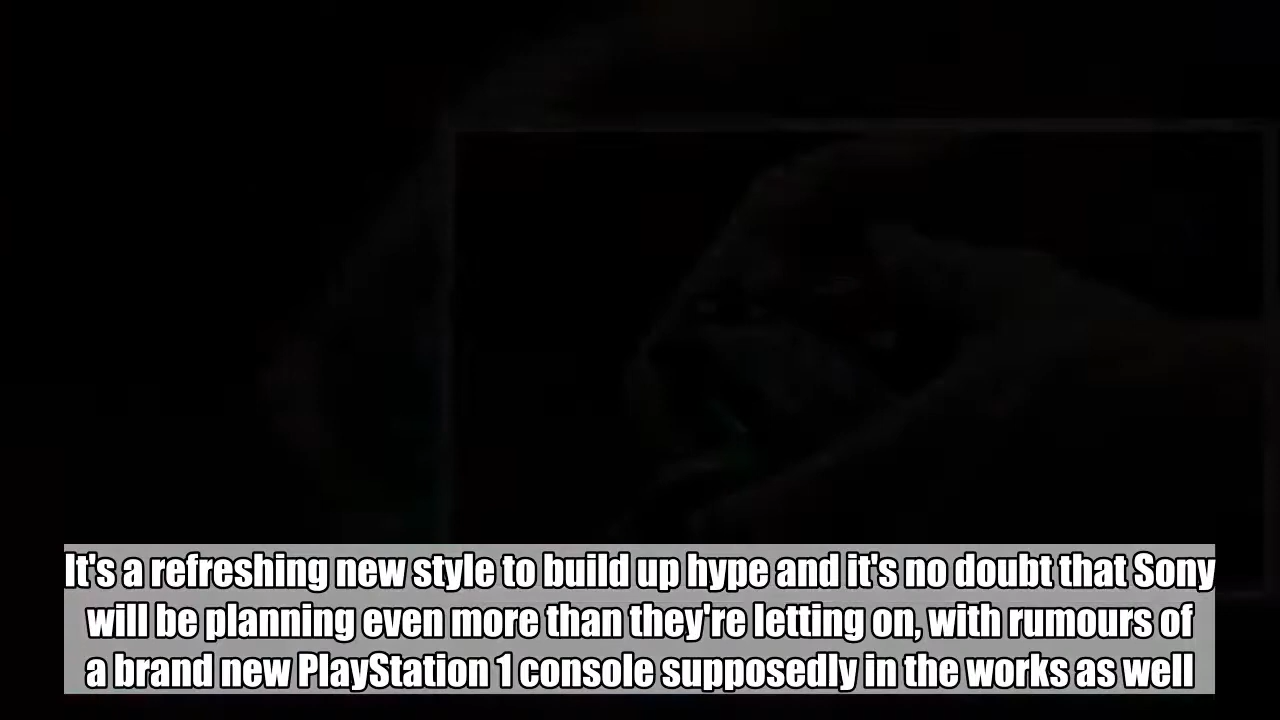 It's a refreshing new style to build up hype and it's no doubt that Sony
will be planning even more than they're letting on, with rumours of
a brand new PlayStation 1 console supposedly in the works as well